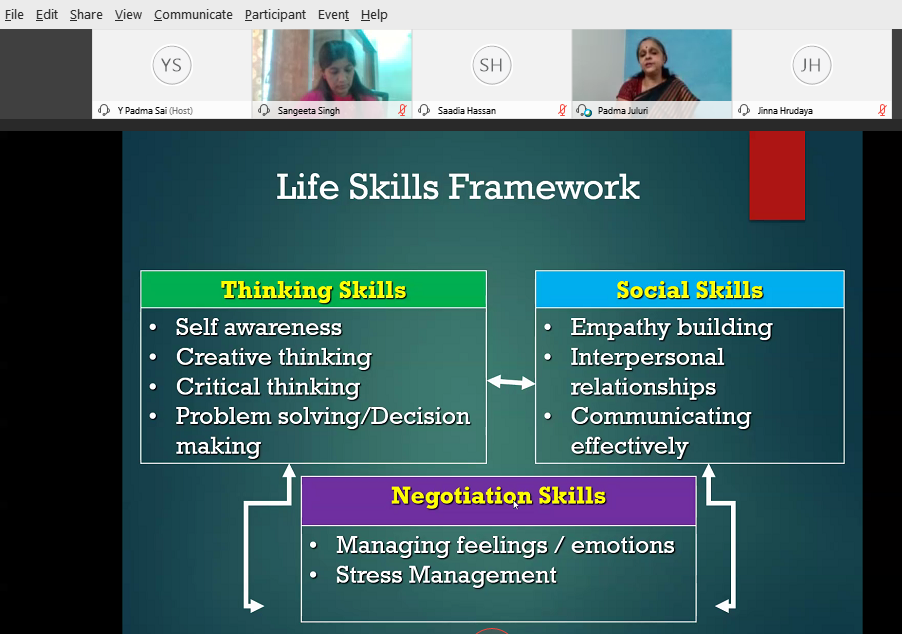 File Edit Share View Communicate Participant Event Help
YS SH JH
Y Padma Sai (Host) Sangeeta Singh Saadia Hassan Padma Juluri Jinna Hrudaya
Life Skills Framework
Thinking Skills
• Self awareness
• Creative thinking
• Critical thinking
• Problem solving/Decision
making
Social Skills
• Empathy building
• Interpersonal
relationships
• Communicating
effectively
Negotiation Skills
• Managing feelings / emotions
• Stress Management